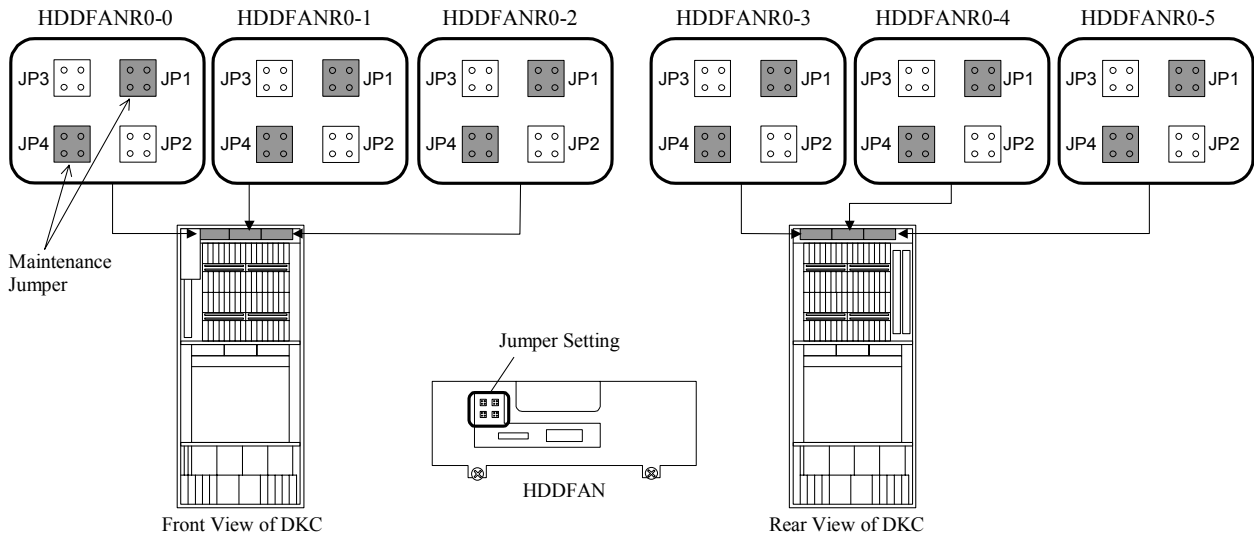 HDDFANR0-0 HDDFANR0-1 HDDFANR0-2 HDDFANR0-3 HDDFANR0-4 HDDFANR0-5
JP3 JP1 JP3 JP1 JP3 JP1 JP3 JP1 JP3 JP1 JP3 JP1
JP4 JP2 JP4 JP2 JP4 JP2 JP4 JP2 JP4 JP2 JP4 JP2
Maintenance
Jumper
Jumper Setting
HDDFAN
Front View of DKC
Rear View of DKC